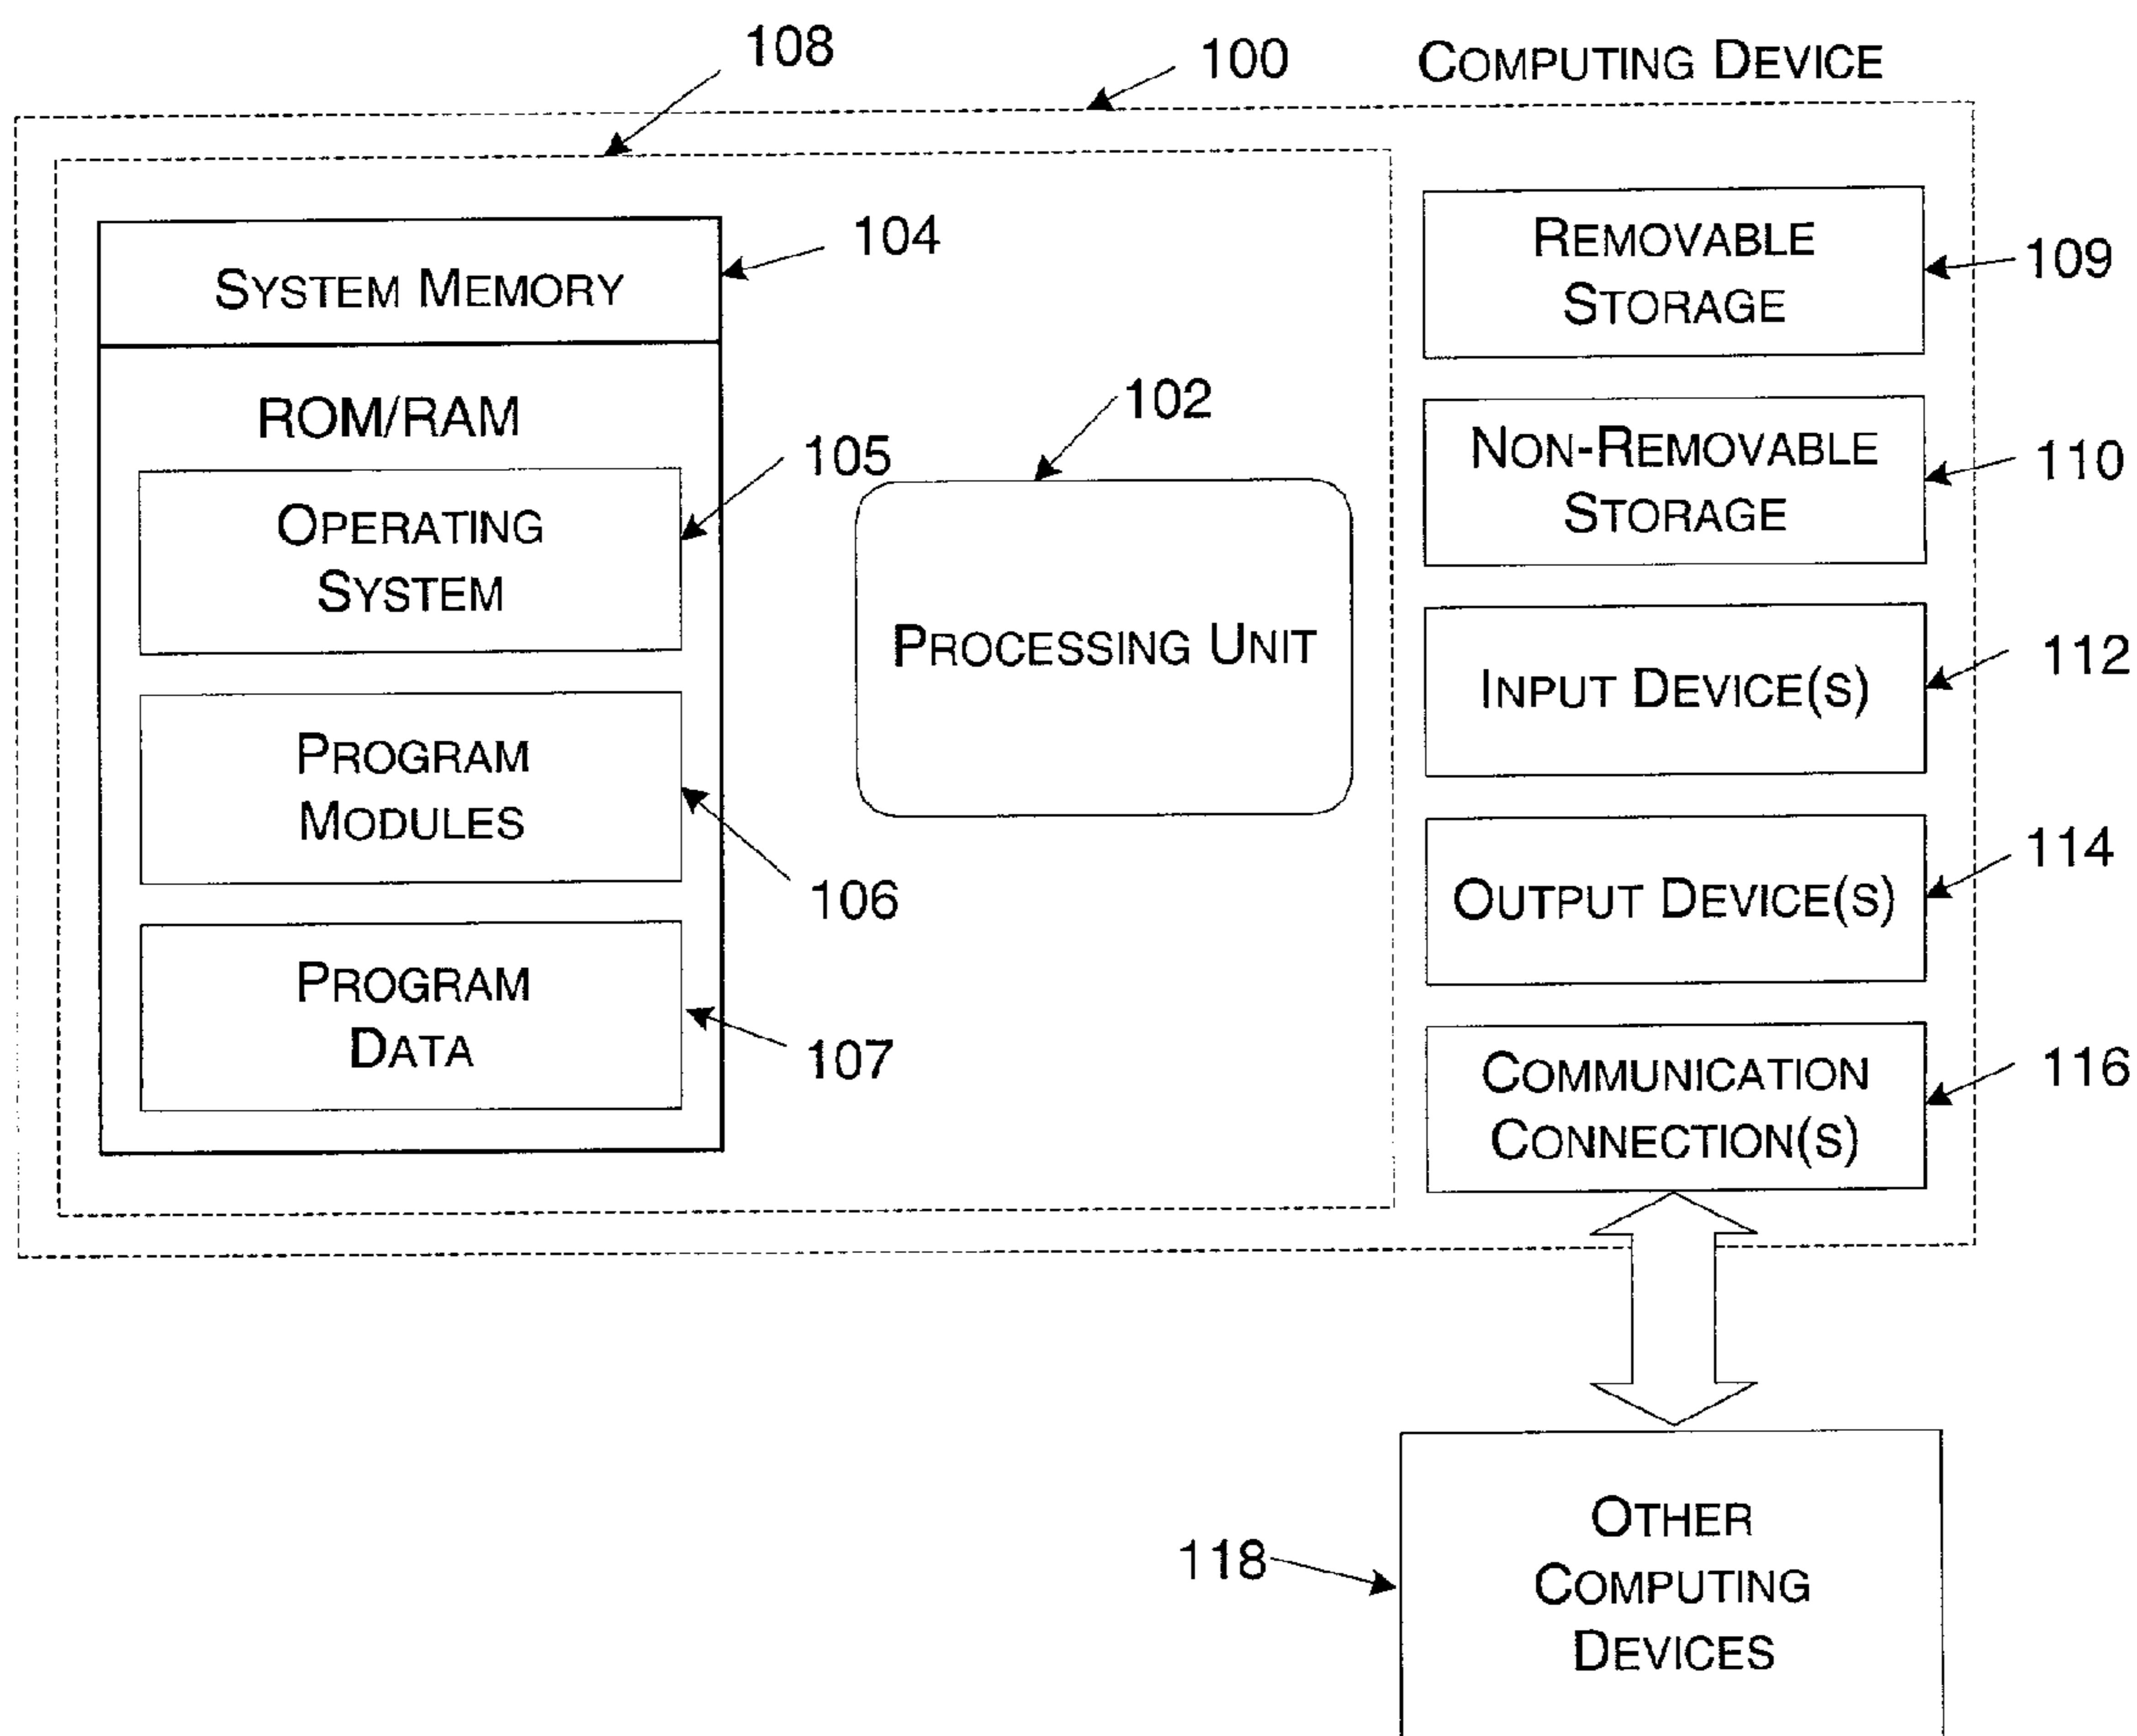 108
100
COMPUTING DEVICE
104
SYSTEM MEMORY
ROM/RAM
105
OPERATING
SYSTEM
PROGRAM
MODULES
106
PROGRAM
DATA
107
102
PROCESSING UNIT
REMOVABLE
STORAGE
109
NON-REMOVABLE
STORAGE
110
INPUT DEVICE(S)
112
OUTPUT DEVICE(S)
114
COMMUNICATION
CONNECTION(S)
116
118
OTHER
COMPUTING
DEVICES